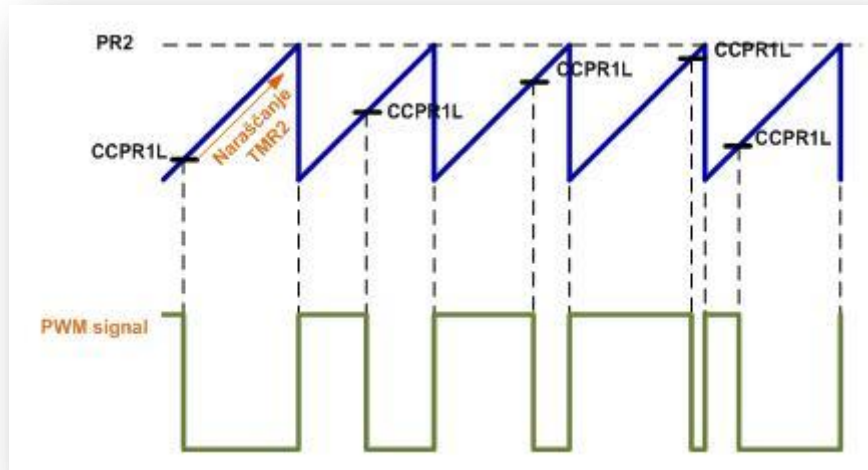 PR2
CCPR1L
CCPR1L
CCPR1L
Naraščanje
TMR2
CCPR1L
CCPR1L
PWM signal